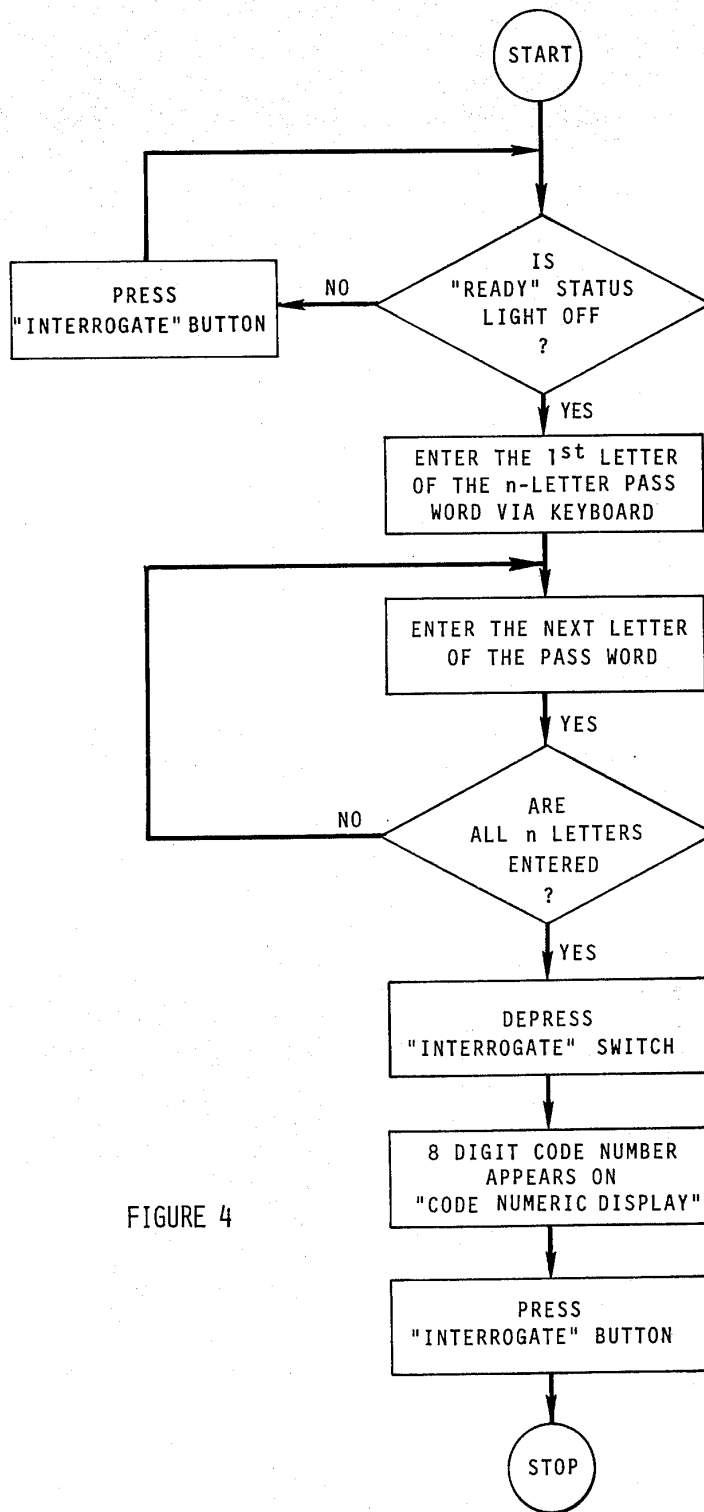 START
IS
"READY" STATUS
LIGHT OFF
?
NO
PRESS
"INTERROGATE" BUTTON
YES
ENTER THE 1st LETTER
OF THE n-LETTER PASS
WORD VIA KEYBOARD
ENTER THE NEXT LETTER
OF THE PASS WORD
YES
ARE
ALL n LETTERS
ENTERED
?
NO
YES
DEPRESS
"INTERROGATE" SWITCH
8 DIGIT CODE NUMBER
APPEARS ON
"CODE NUMERIC DISPLAY"
FIGURE 4
PRESS
"INTERROGATE" BUTTON
STOP